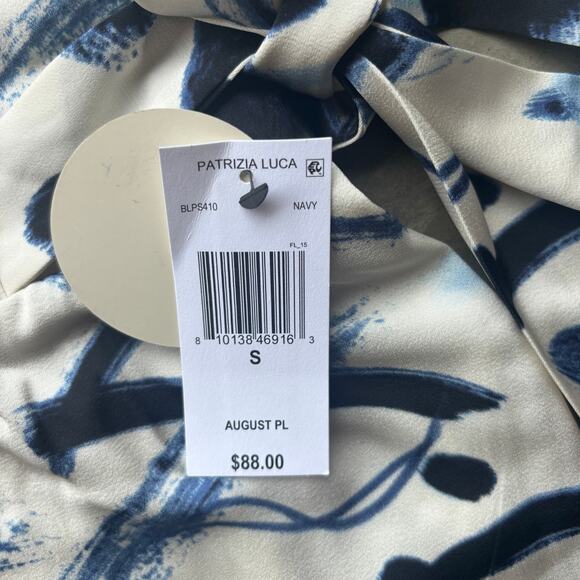 PATRIZIA LUCA
BLPS410 NAVY
FL_15
8 10138 46916 3
S
AUGUST PL
$88.00